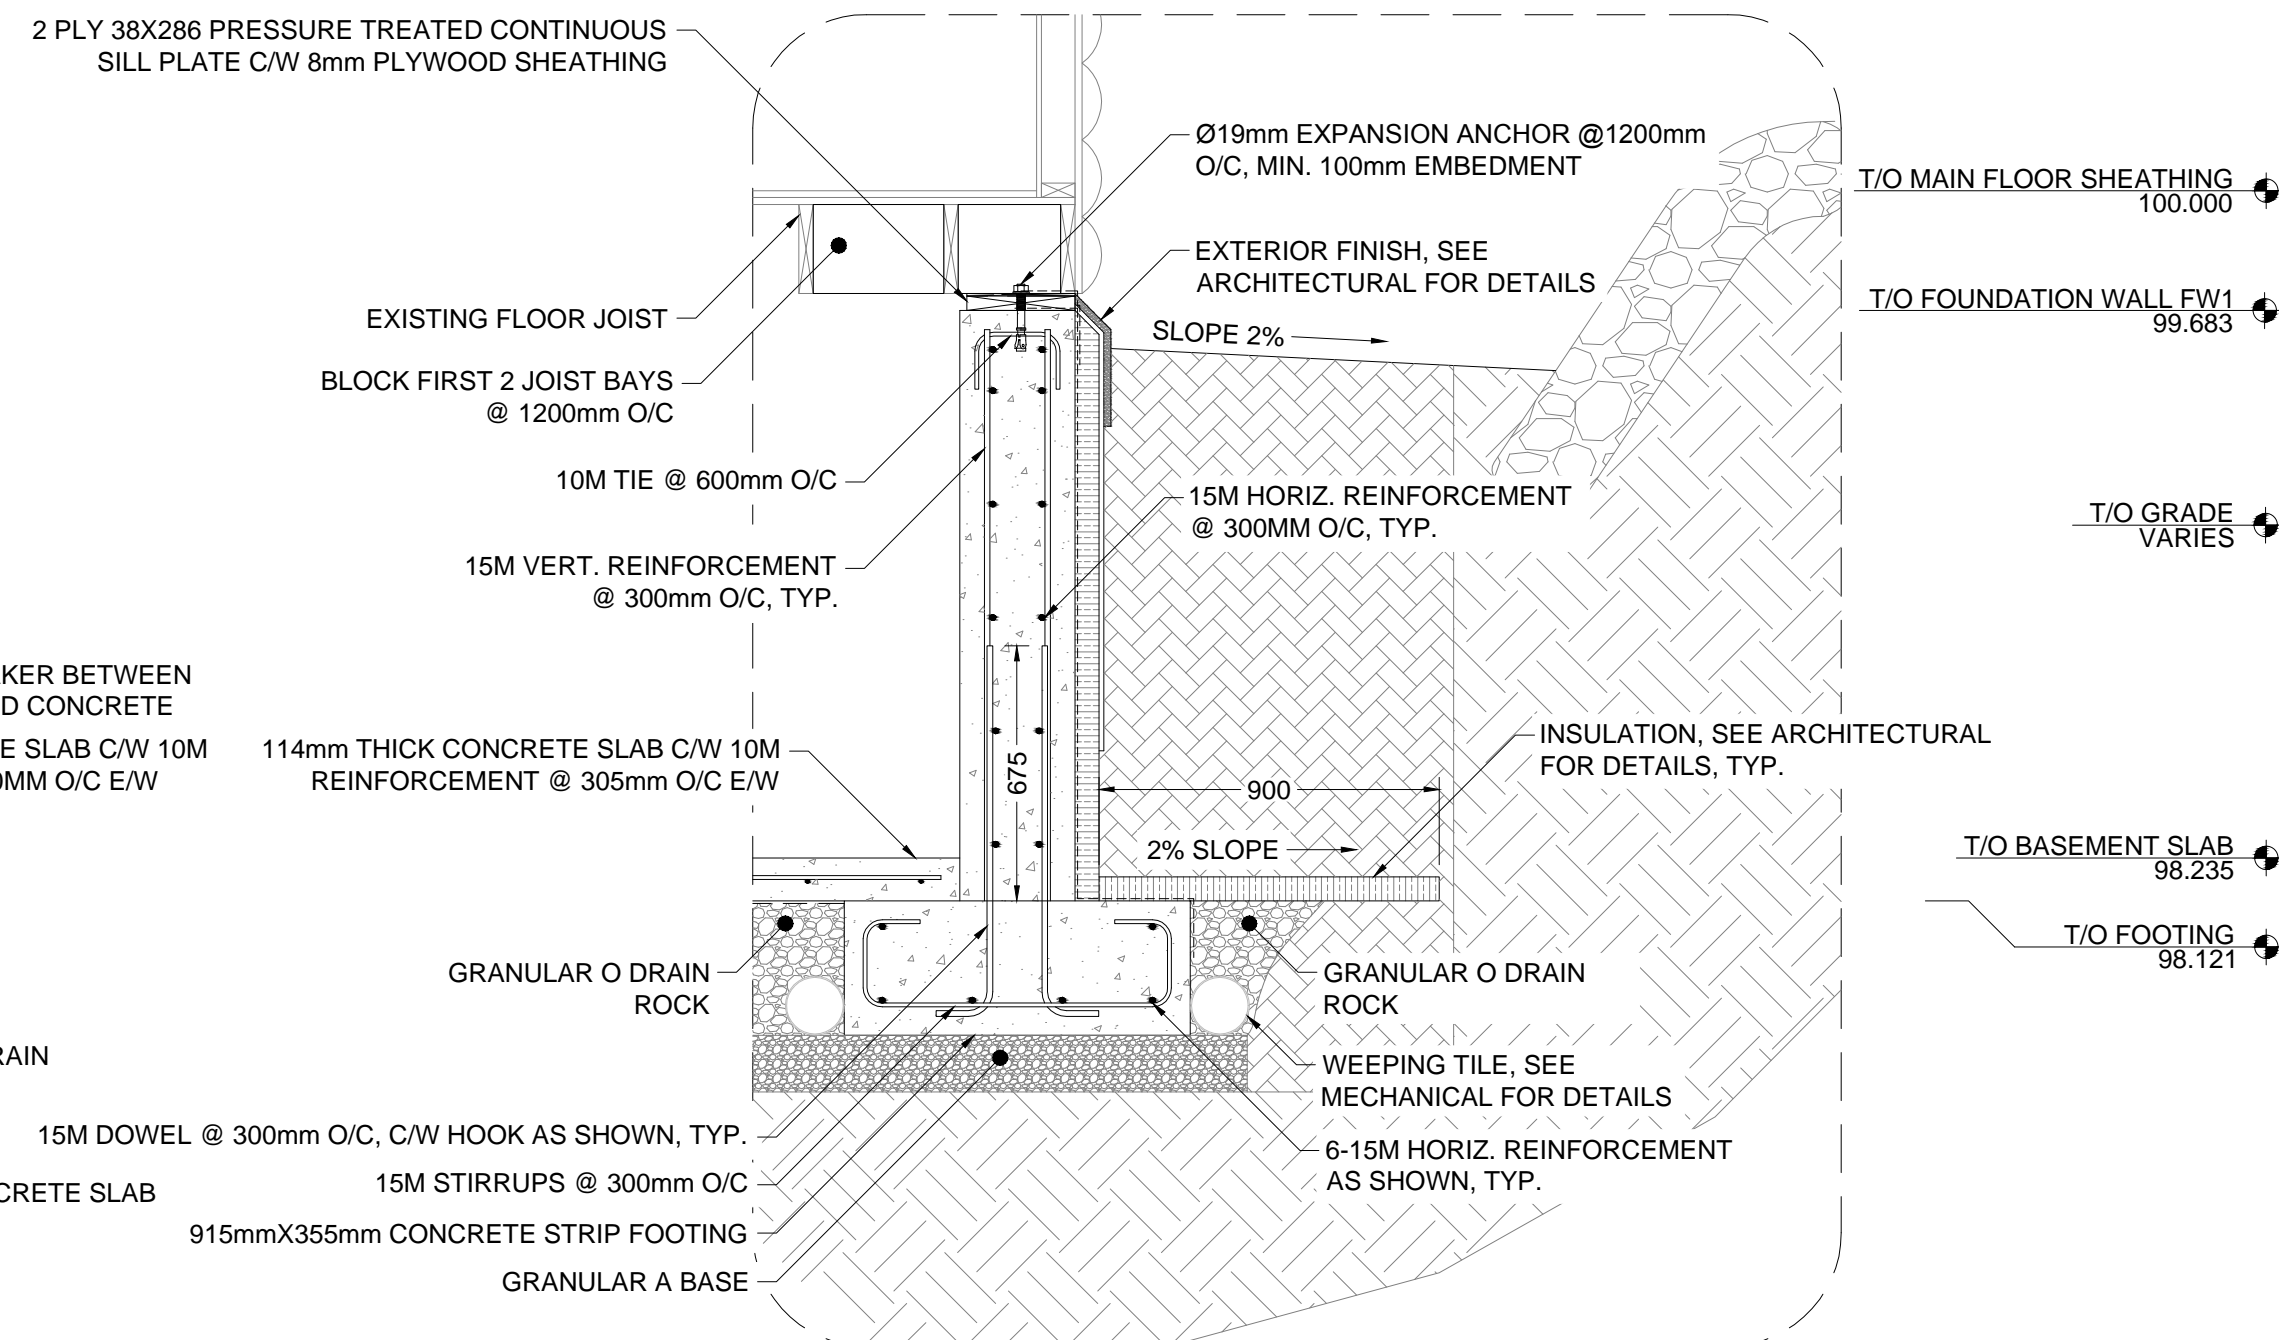 2 PLY 38X286 PRESSURE TREATED CONTINUOUS
SILL PLATE C/W 8mm PLYWOOD SHEATHING
Ø19mm EXPANSION ANCHOR @1200mm
O/C, MIN. 100mm EMBEDMENT
T/O MAIN FLOOR SHEATHING
100.000
EXTERIOR FINISH, SEE
ARCHITECTURAL FOR DETAILS
T/O FOUNDATION WALL FW1
99.683
EXISTING FLOOR JOIST
SLOPE 2%
BLOCK FIRST 2 JOIST BAYS
@ 1200mm O/C
10M TIE @ 600mm O/C
15M HORIZ. REINFORCEMENT
@ 300MM O/C, TYP.
T/O GRADE
VARIES
15M VERT. REINFORCEMENT
@ 300mm O/C, TYP.
AKER BETWEEN
D CONCRETE
E SLAB C/W 10M
0MM O/C E/W
114mm THICK CONCRETE SLAB C/W 10M
REINFORCEMENT @ 305mm O/C E/W
675
900
INSULATION, SEE ARCHITECTURAL
FOR DETAILS, TYP.
2% SLOPE
T/O BASEMENT SLAB
98.235
T/O FOOTING
98.121
GRANULAR O DRAIN
ROCK
GRANULAR O DRAIN
ROCK
RAIN
WEEPING TILE, SEE
MECHANICAL FOR DETAILS
15M DOWEL @ 300mm O/C, C/W HOOK AS SHOWN, TYP.
6-15M HORIZ. REINFORCEMENT
AS SHOWN, TYP.
CRETE SLAB
15M STIRRUPS @ 300mm O/C
915mmX355mm CONCRETE STRIP FOOTING
GRANULAR A BASE